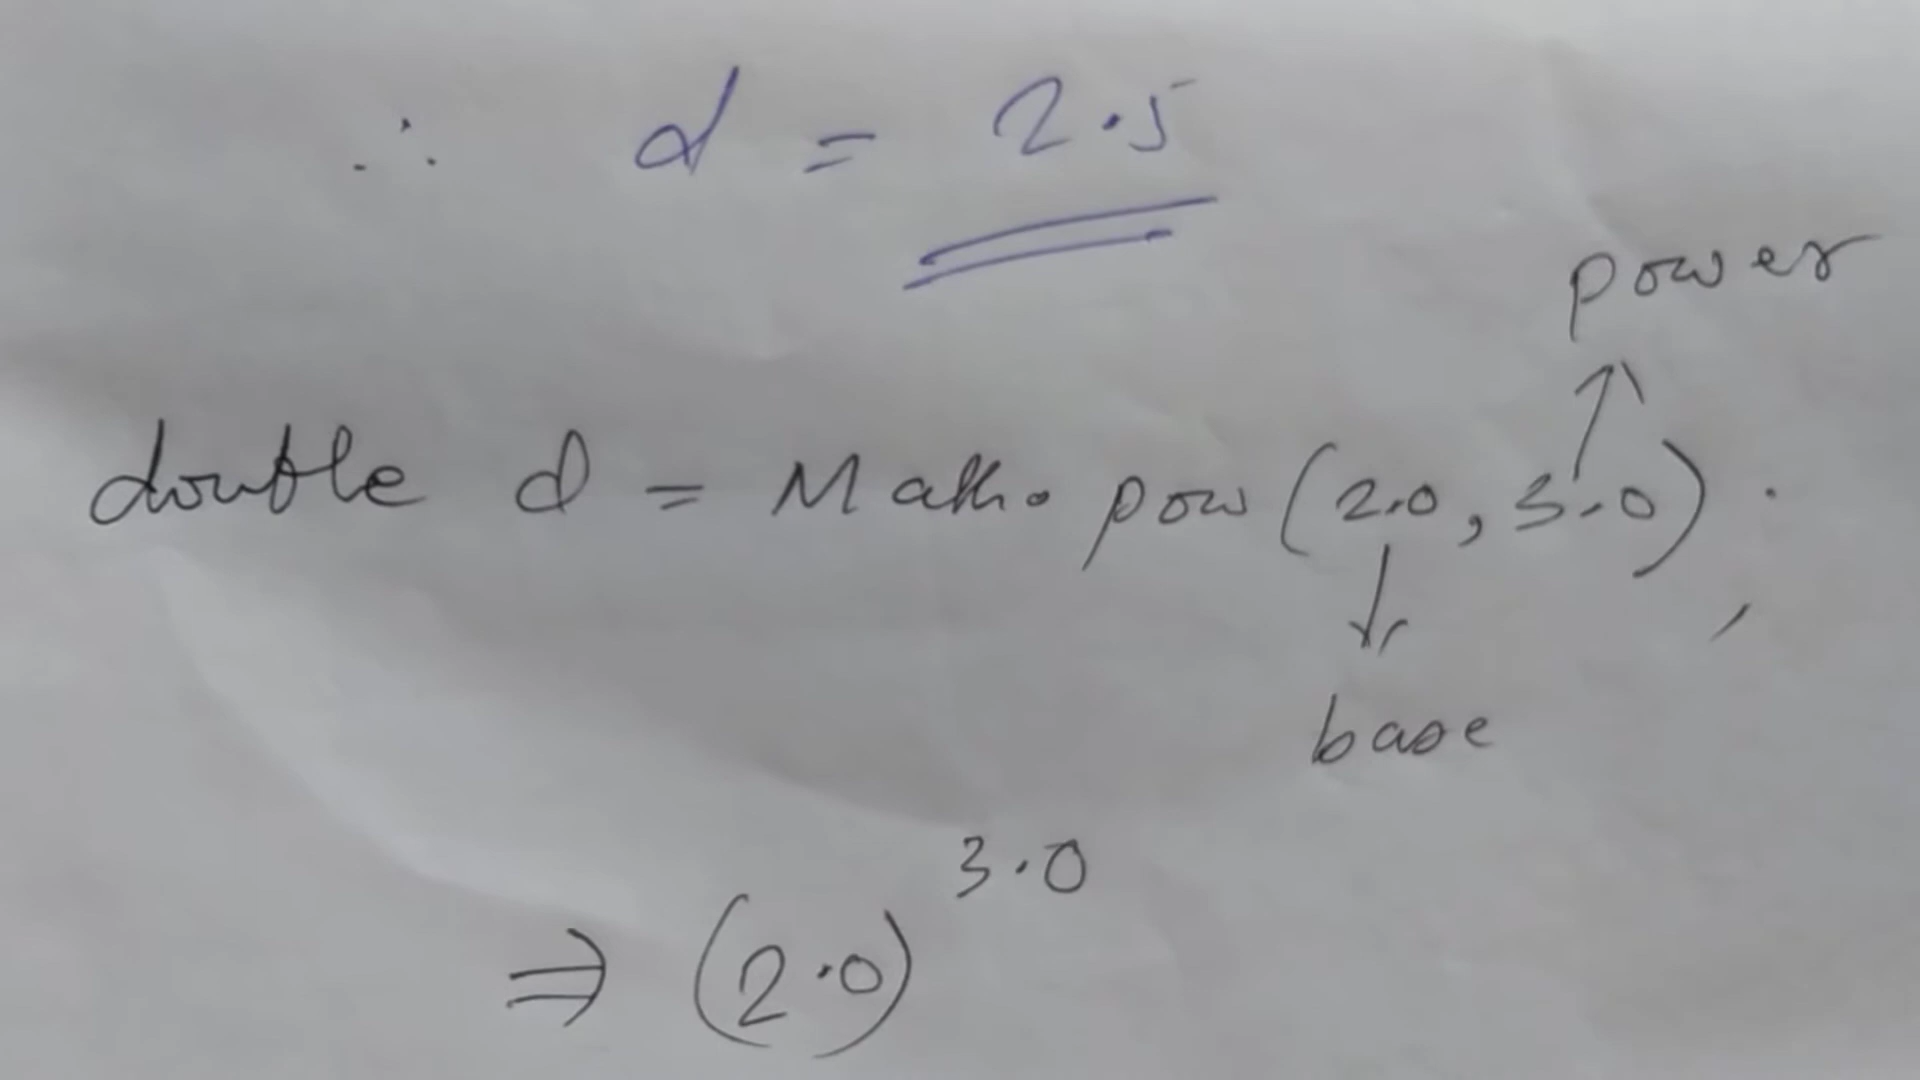 ∴ d = 2.5
power
double d = Math.pow(2.0, 3.0);
base
⇒ (2.0)^3.0